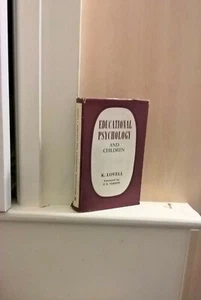 EDUCATIONAL
PSYCHOLOGY
AND
CHILDREN
K. LOVELL